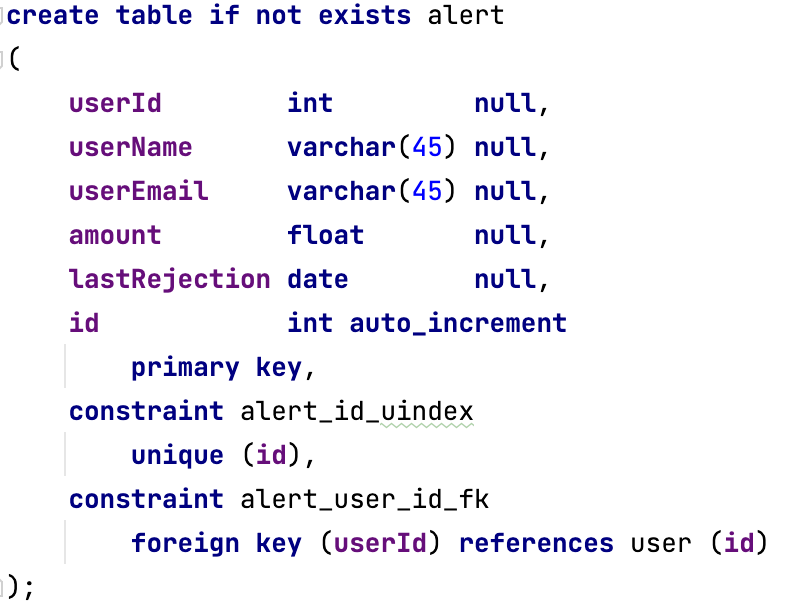 create table if not exists alert
(
    userId        int         null,
    userName      varchar(45) null,
    userEmail     varchar(45) null,
    amount        float       null,
    lastRejection date        null,
    id            int auto_increment
        primary key,
    constraint alert_id_uindex
        unique (id),
    constraint alert_user_id_fk
        foreign key (userId) references user (id)
);